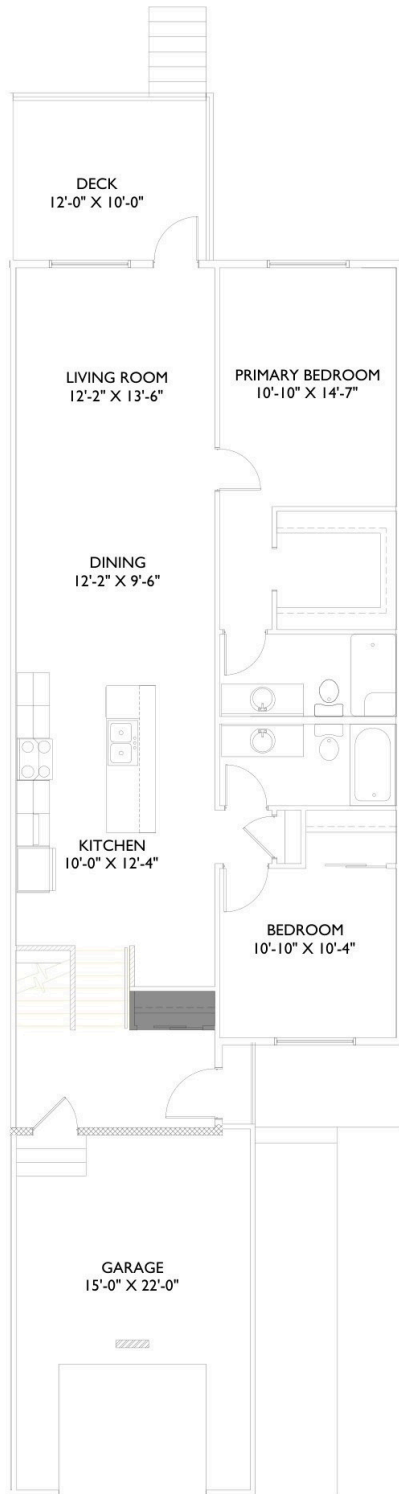 DECK
12'-0" X 10'-0"
LIVING ROOM
12'-2" X 13'-6"
PRIMARY BEDROOM
10'-10" X 14'-7"
DINING
12'-2" X 9'-6"
KITCHEN
10'-0" X 12'-4"
BEDROOM
10'-10" X 10'-4"
GARAGE
15'-0" X 22'-0"